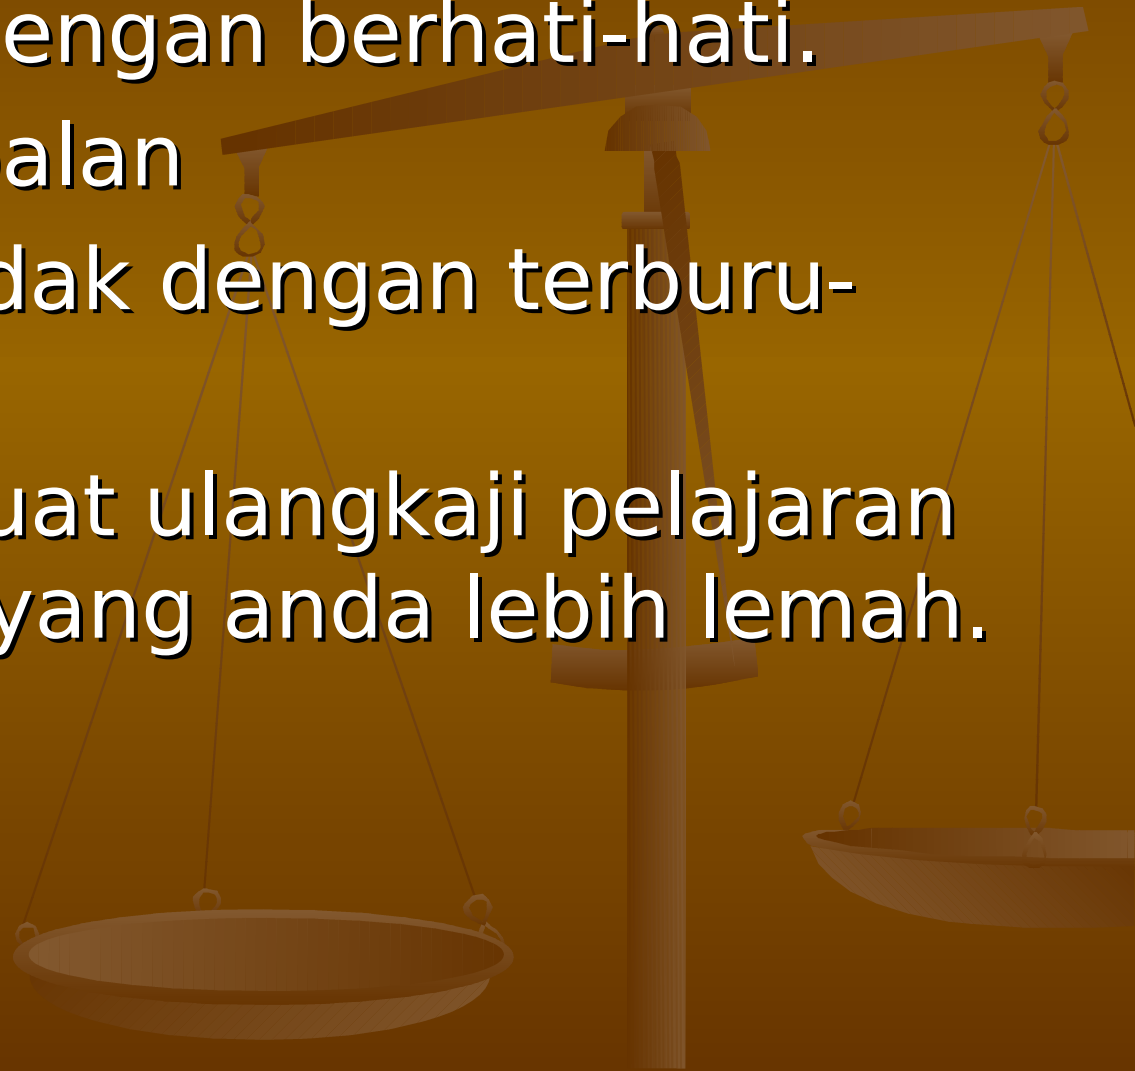 engan berhati-hati.
alan
dak dengan terburu-
uat ulangkaji pelajaran
yang anda lebih lemah.